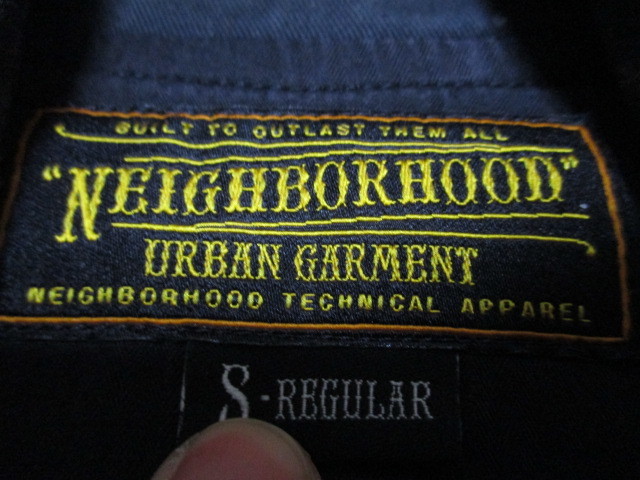 BUILT TO OUTLAST THEM ALL
"NEIGHBORHOOD"
URBAN GARMENT
NEIGHBORHOOD TECHNICAL APPAREL
S-REGULAR